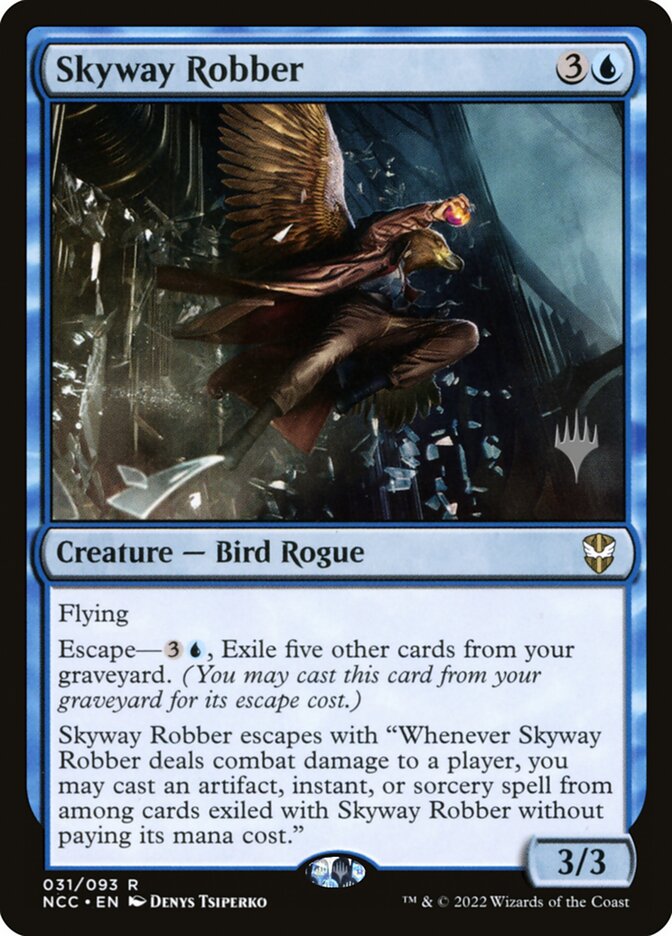 Skyway Robber 3
Creature — Bird Rogue
Flying
Escape—3, Exile five other cards from your
graveyard. (You may cast this card from your
graveyard for its escape cost.)
Skyway Robber escapes with “Whenever Skyway
Robber deals combat damage to a player, you
may cast an artifact, instant, or sorcery spell from
among cards exiled with Skyway Robber without
paying its mana cost.”
3/3
031/093 R
NCC • EN Denys Tsiperko ™ & © 2022 Wizards of the Coast